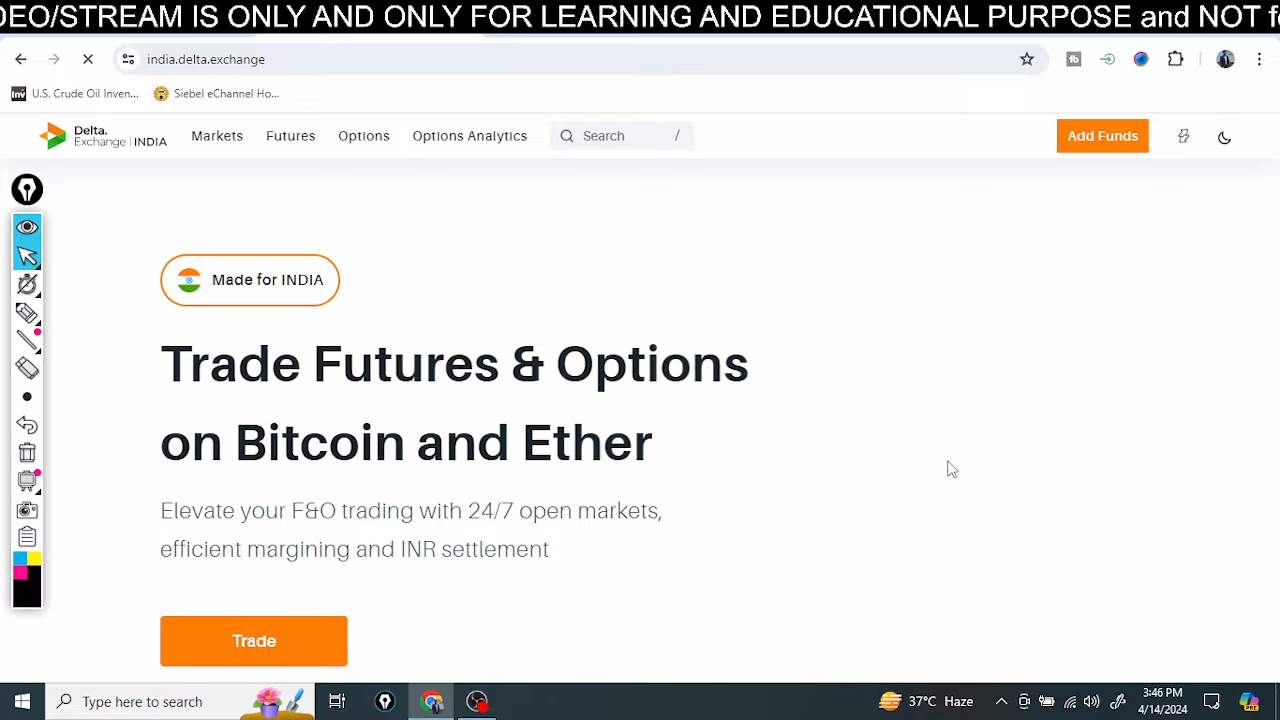 DEO/STREAM IS ONLY AND ONLY FOR LEARNING AND EDUCATIONAL PURPOSE and NOT f
india.delta.exchange
U.S. Crude Oil Inven...
Siebel eChannel Ho...
Delta.
Exchange | INDIA
Markets
Futures
Options
Options Analytics
Search
/
Add Funds
Made for INDIA
Trade Futures & Options
on Bitcoin and Ether
Elevate your F&O trading with 24/7 open markets,
efficient margining and INR settlement
Trade
Type here to search
37°C Haze
3:46 PM
4/14/2024